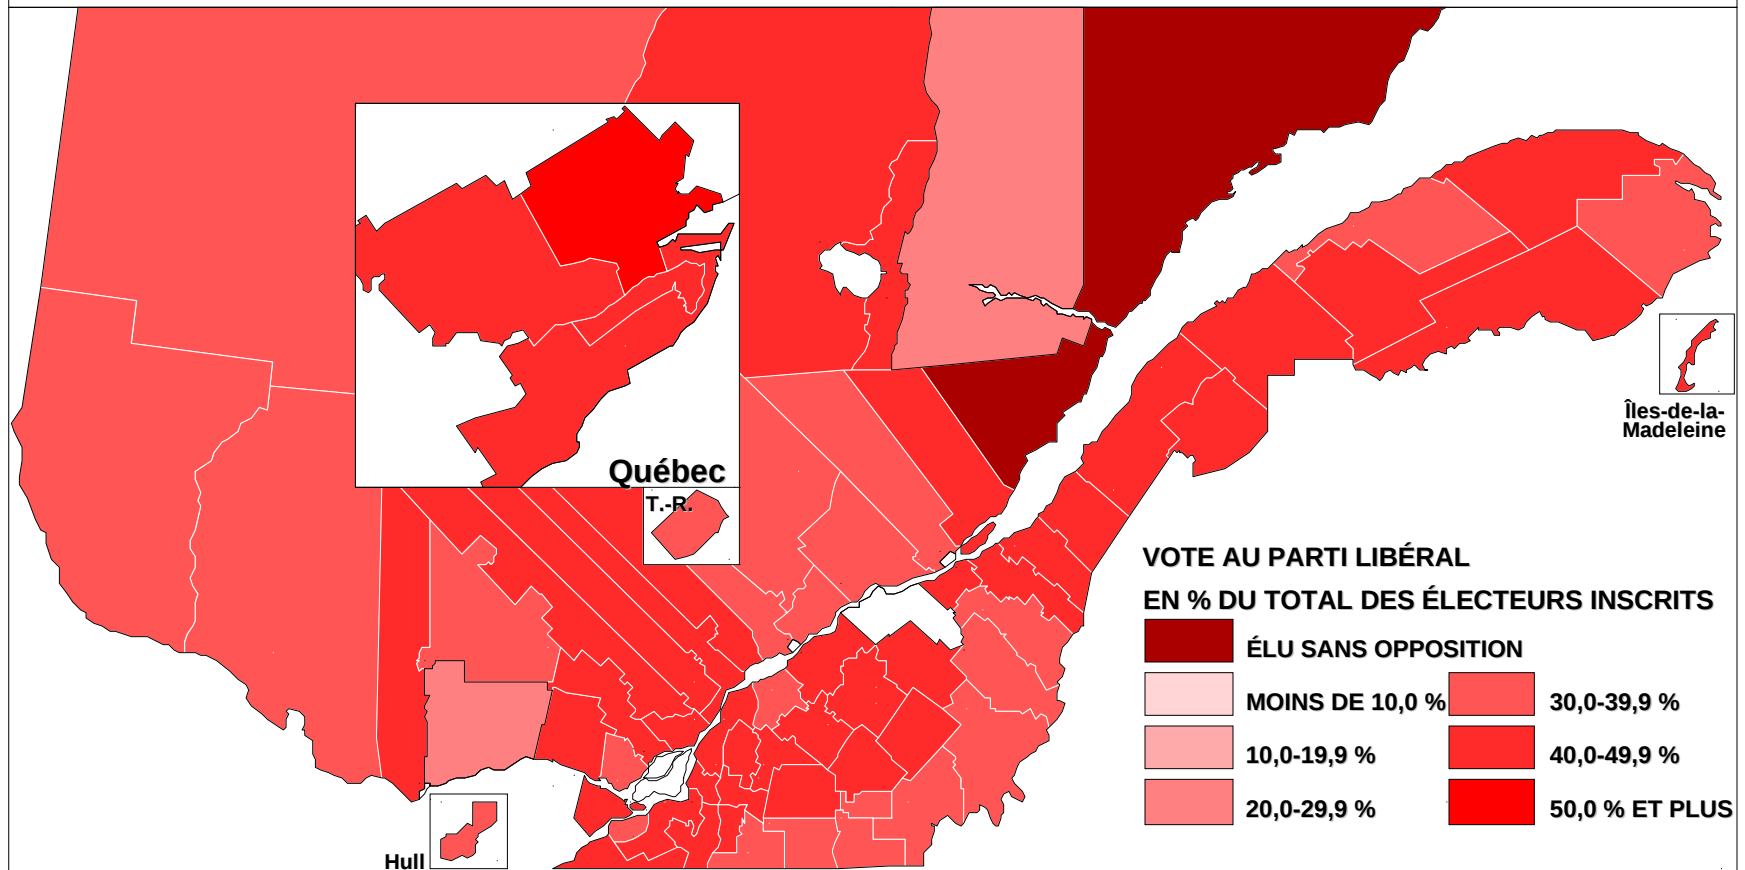 Québec
T.-R.
Îles-de-la-
Madeleine
Hull
VOTE AU PARTI LIBÉRAL
EN % DU TOTAL DES ÉLECTEURS INSCRITS
ÉLU SANS OPPOSITION
MOINS DE 10,0 %
30,0-39,9 %
10,0-19,9 %
40,0-49,9 %
20,0-29,9 %
50,0 % ET PLUS